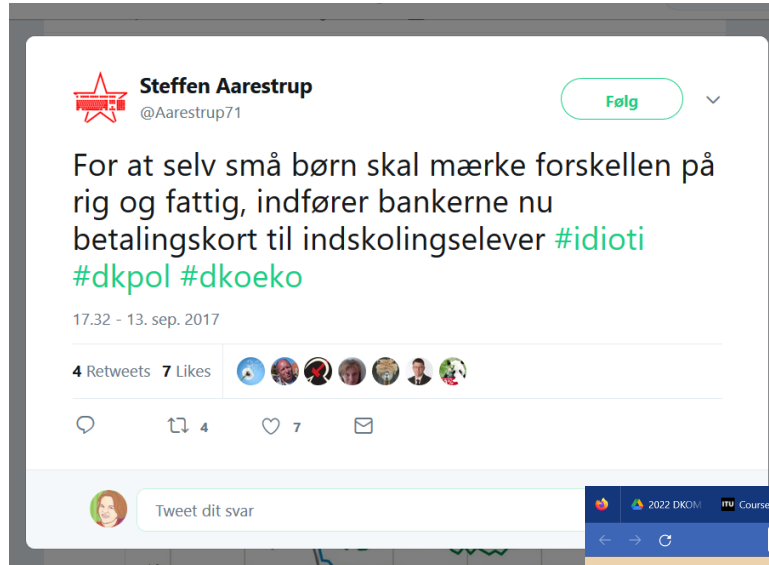 Steffen Aarestrup
@Aarestrup71
Følg
For at selv små børn skal mærke forskellen på
rig og fattig, indfører bankerne nu
betalingskort til indskolingselever #idioti
#dkpol #dkoeko
17.32 - 13. sep. 2017
4 Retweets 7 Likes
4 7
Tweet dit svar
2022 DKOM ITU Course